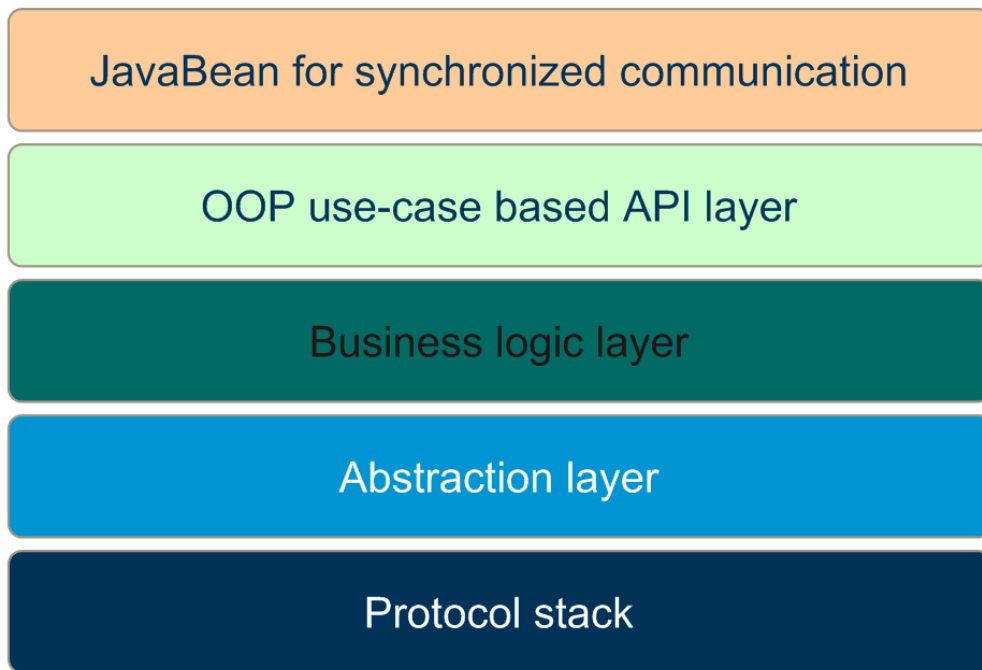 JavaBean for synchronized communication
OOP use-case based API layer
Business logic layer
Abstraction layer
Protocol stack